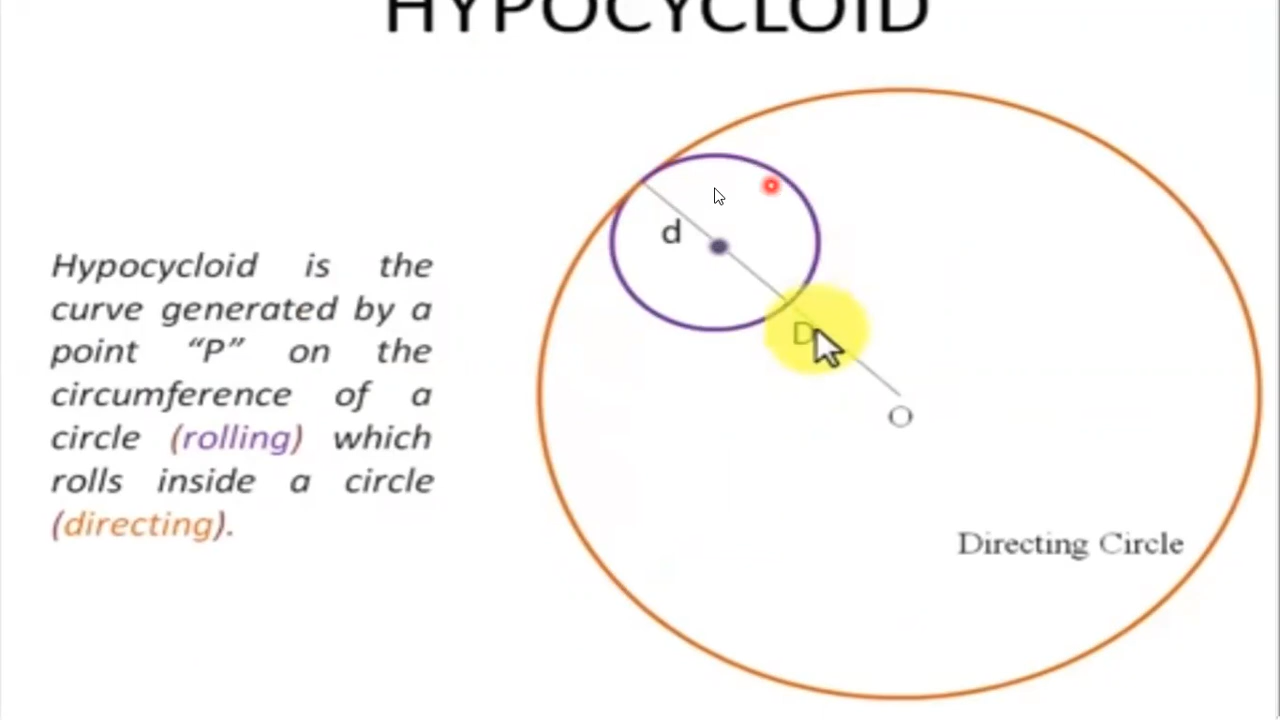 HYPOCYCLOID
Hypocycloid is the
curve generated by a
point “P” on the
circumference of a
circle (rolling) which
rolls inside a circle
(directing).
d
D
O
Directing Circle